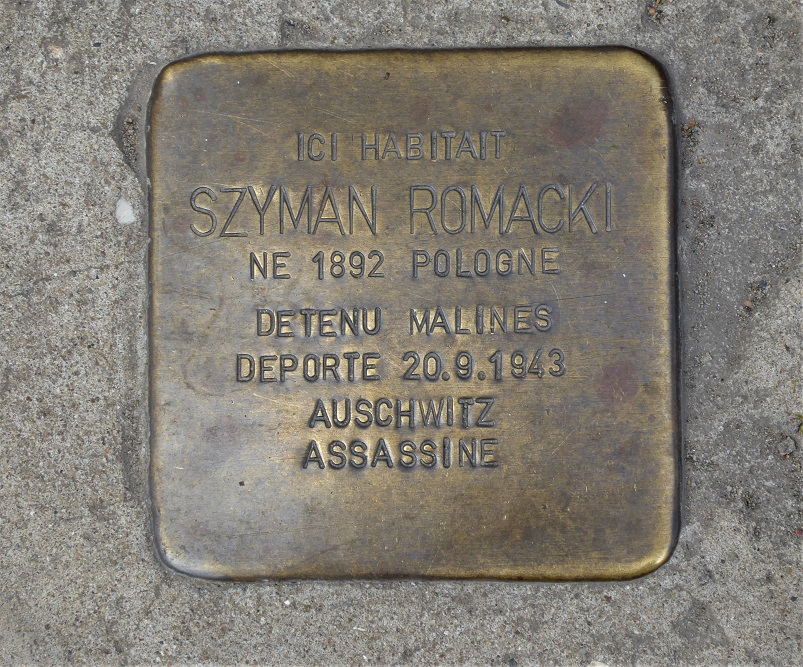 ICI HABITAIT
SZYMAN ROMACKI
NE 1892 POLOGNE
DETENU MALINES
DEPORTE 20.9.1943
AUSCHWITZ
ASSASSINE